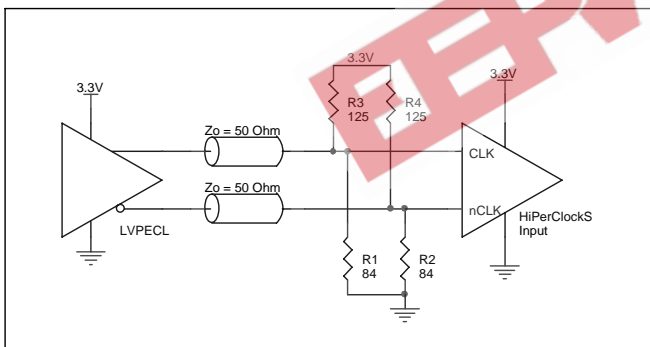 3.3V
3.3V
3.3V
R3
125
R4
125
Zo = 50 Ohm
CLK
Zo = 50 Ohm
nCLK
LVPECL
HiPerClockS
Input
R1
84
R2
84